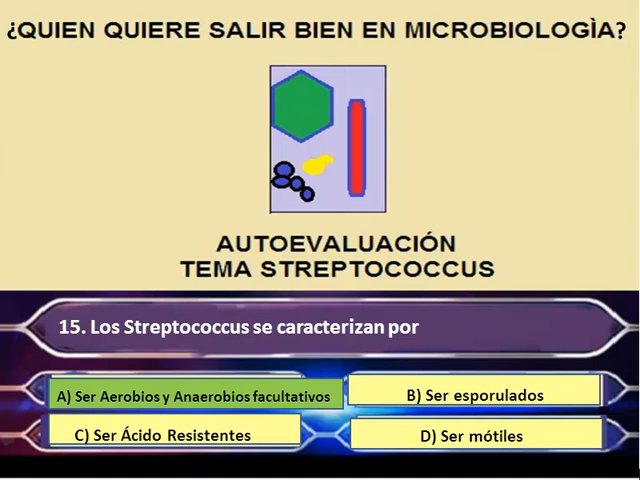 ¿QUIEN QUIERE SALIR BIEN EN MICROBIOLOGÌA?
AUTOEVALUACIÓN
TEMA STREPTOCOCCUS
15. Los Streptococcus se caracterizan por
A) Ser Aerobios y Anaerobios facultativos
B) Ser esporulados
C) Ser Ácido Resistentes
D) Ser mótiles